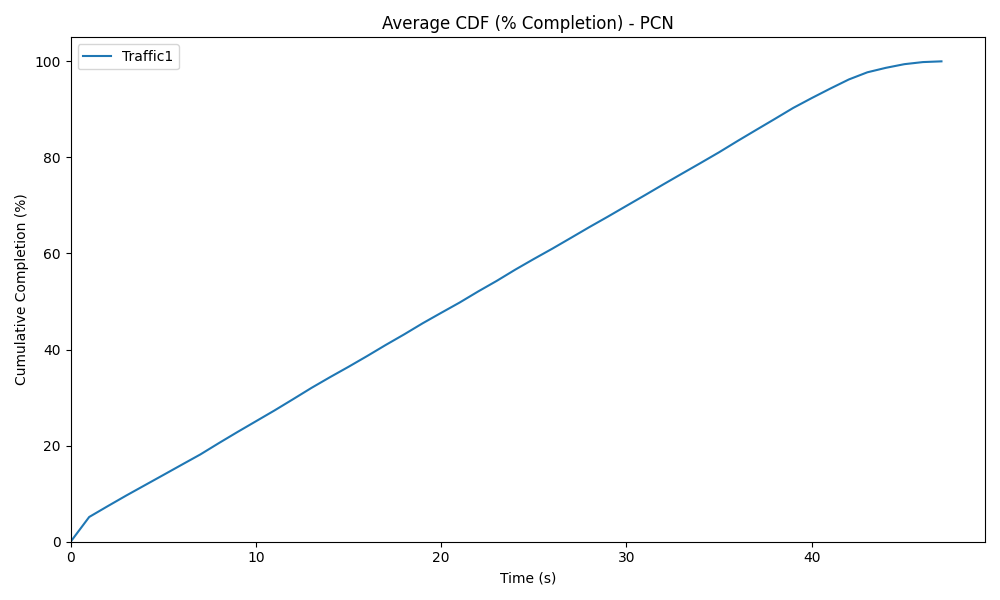 Average CDF (% Completion) - PCN
Traffic1
Cumulative Completion (%)
100
80
60
40
20
0
0 10 20 30 40
Time (s)